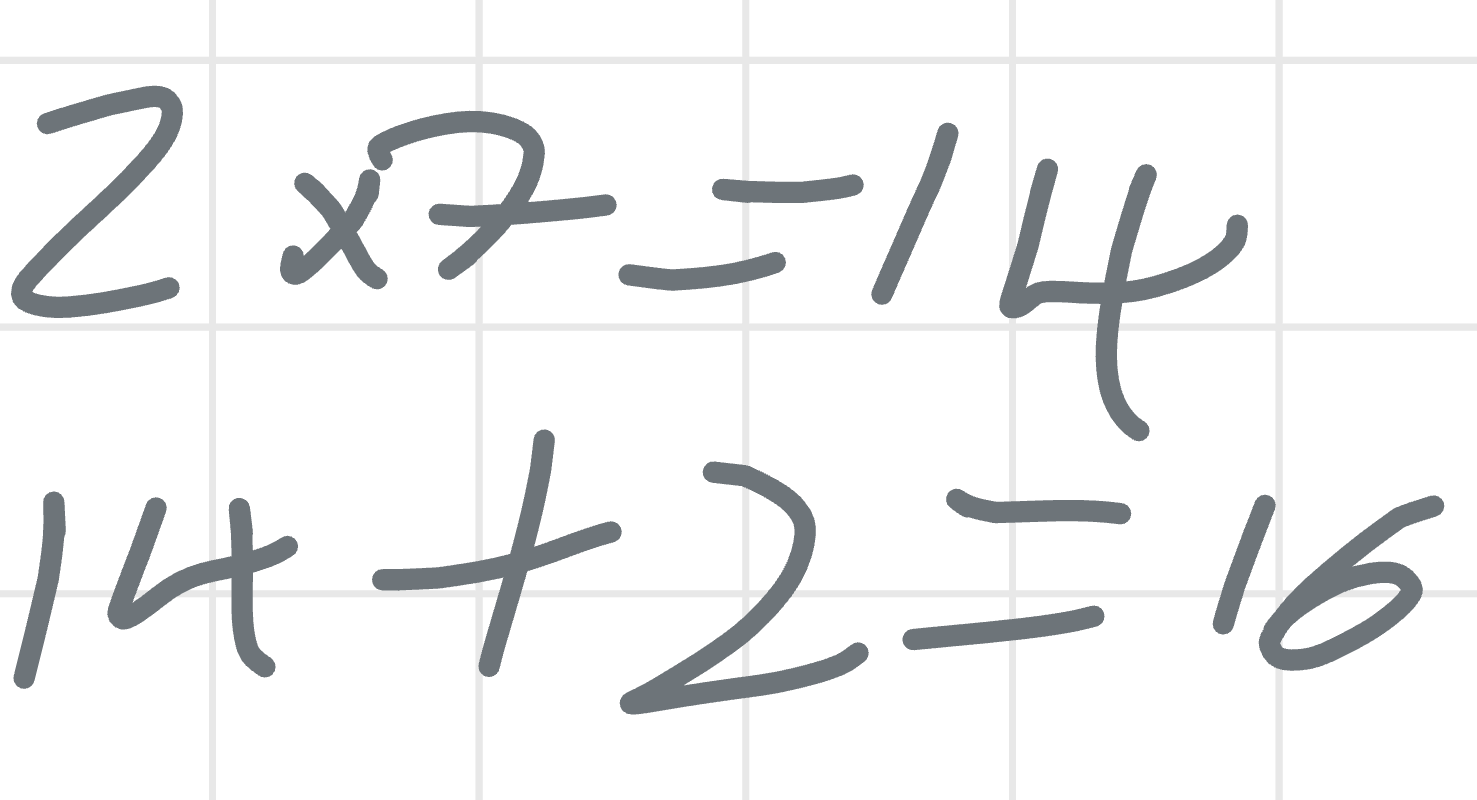 2 x 7 = 14
14 + 2 = 16